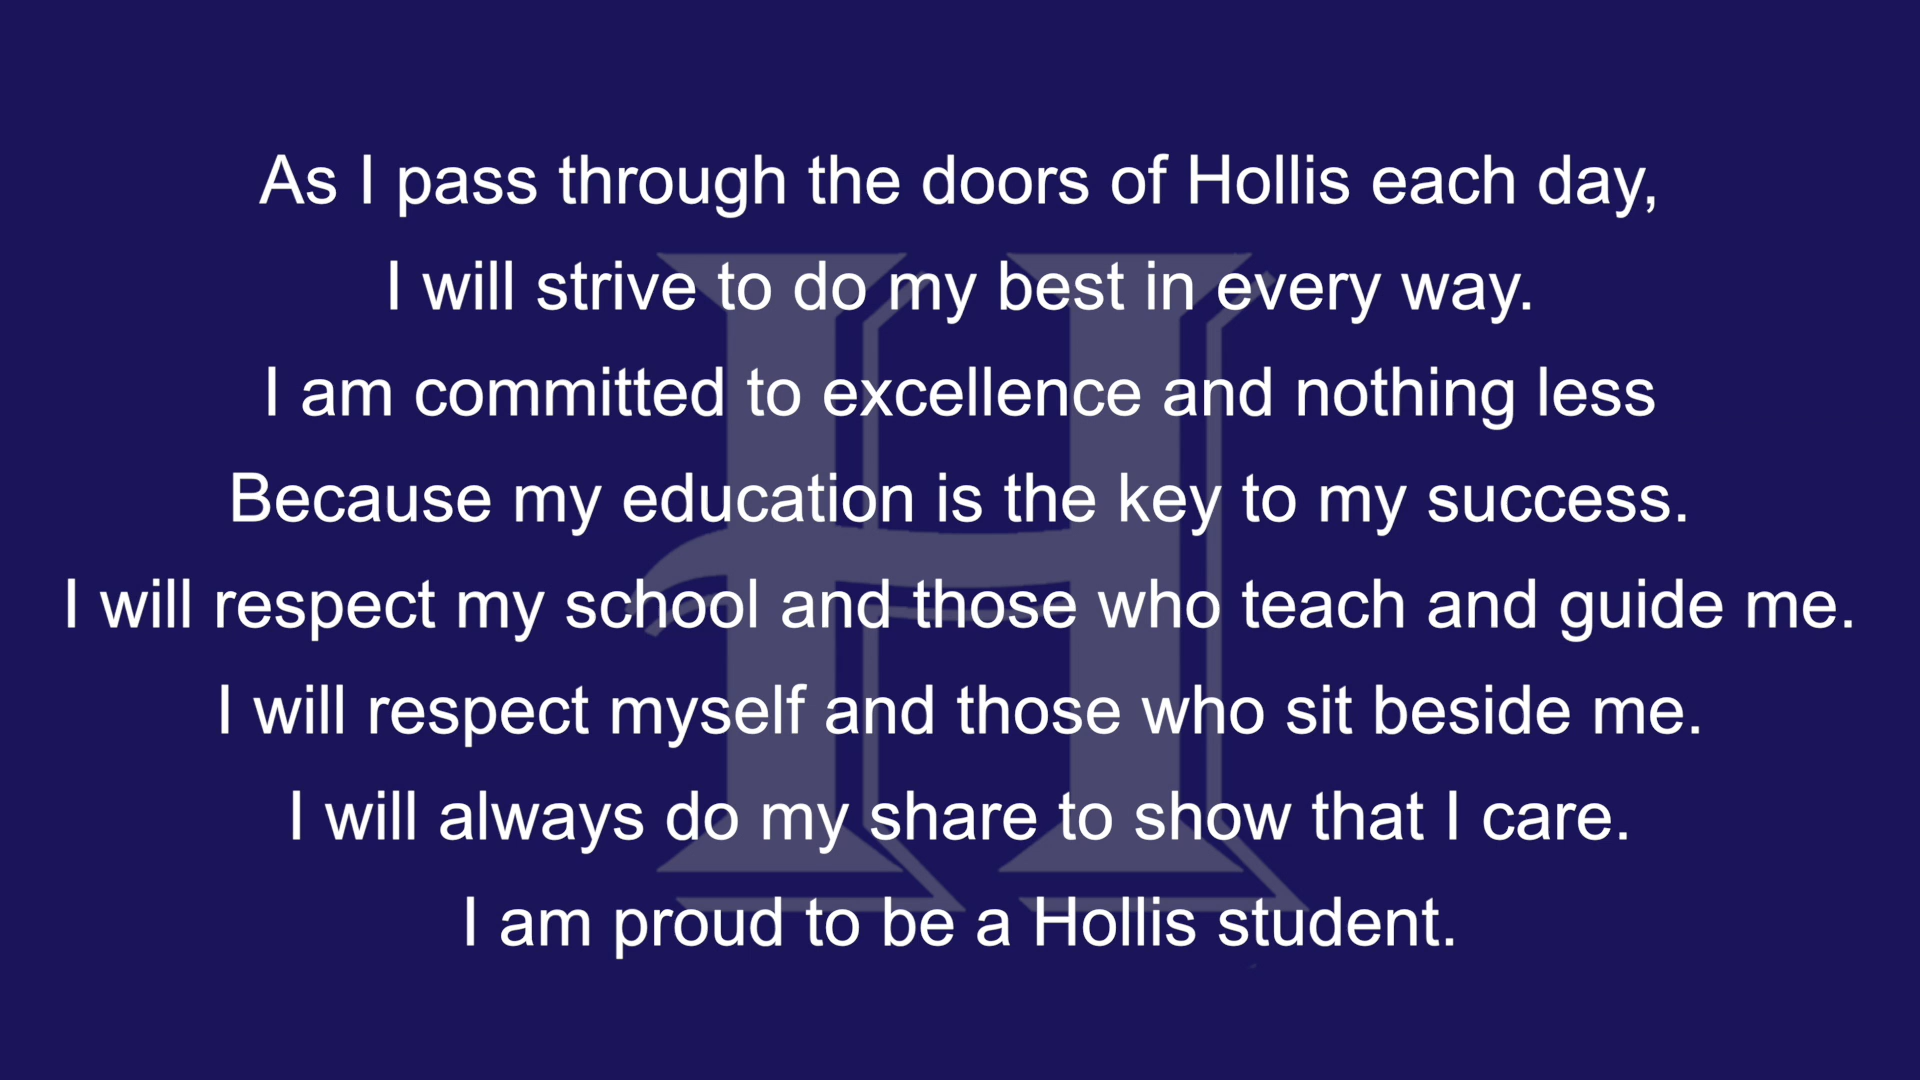 As I pass through the doors of Hollis each day,
I will strive to do my best in every way.
I am committed to excellence and nothing less
Because my education is the key to my success.
I will respect my school and those who teach and guide me.
I will respect myself and those who sit beside me.
I will always do my share to show that I care.
I am proud to be a Hollis student.
H